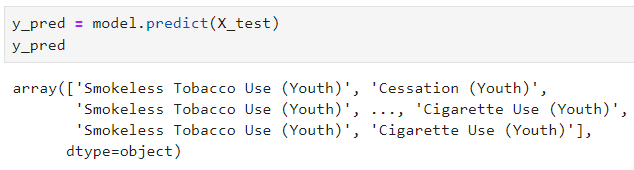 y_pred = model.predict(X_test)
y_pred
array(['Smokeless Tobacco Use (Youth)', 'Cessation (Youth)',
'Smokeless Tobacco Use (Youth)', ..., 'Cigarette Use (Youth)',
'Smokeless Tobacco Use (Youth)', 'Cigarette Use (Youth)'],
dtype=object)